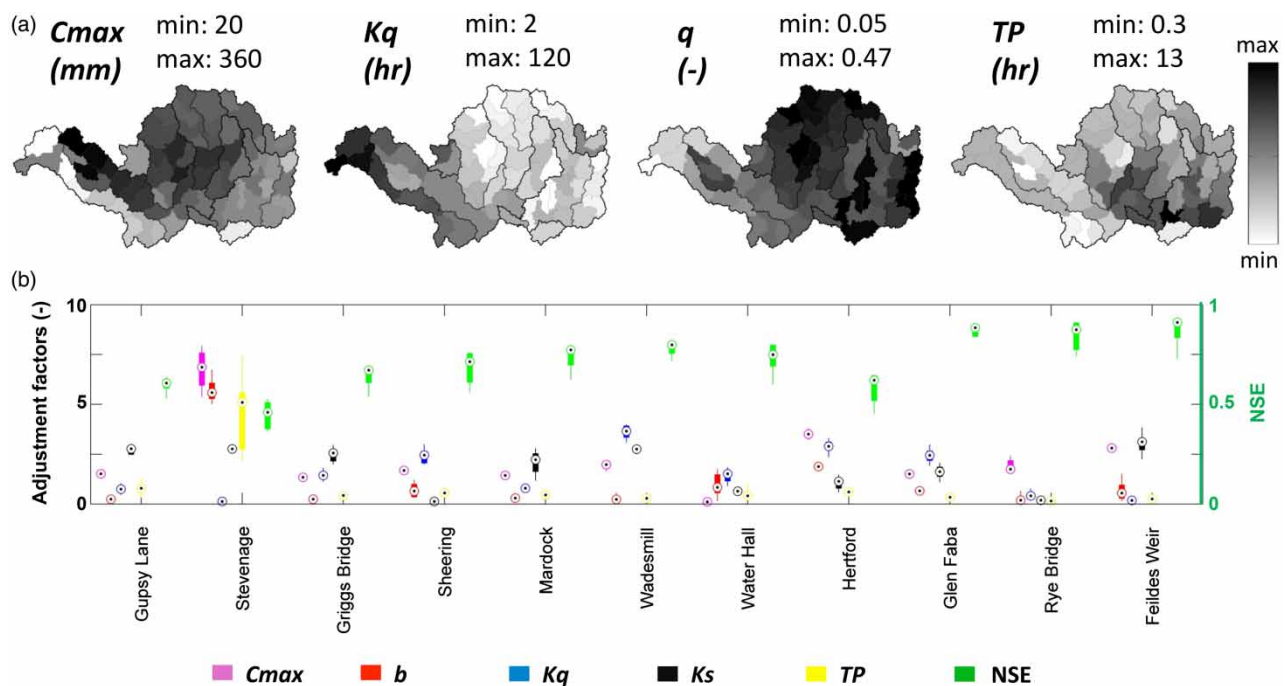 (a)
Cmax
(mm)
min: 20
max: 360
Kq
(hr)
min: 2
max: 120
q
(-)
min: 0.05
max: 0.47
TP
(hr)
min: 0.3
max: 13
max
min
(b)
Adjustment factors (-)
10
5
0
1
0.5
0
NSE
Gupsy Lane
Stevenage
Griggs Bridge
Sheering
Mardock
Wadesmill
Water Hall
Hertford
Glen Faba
Rye Bridge
Feildes Weir
Cmax
b
Kq
Ks
TP
NSE